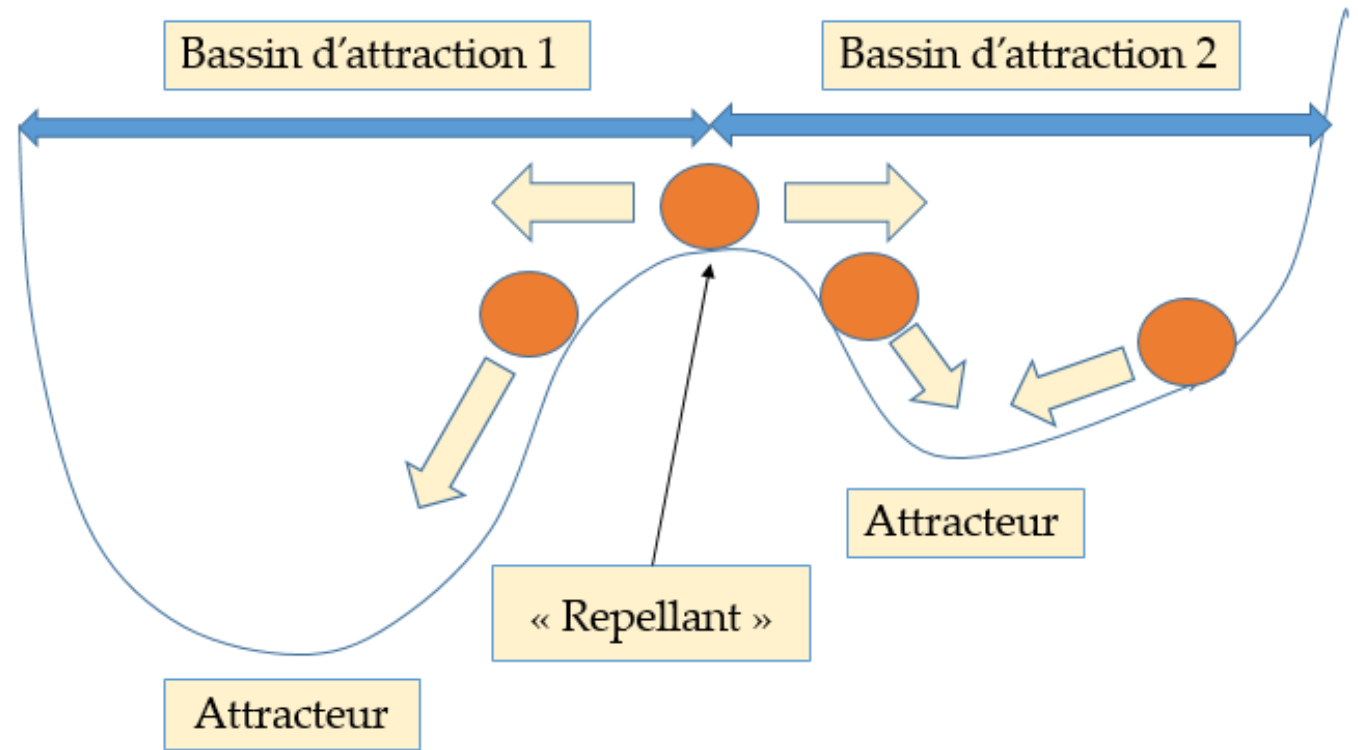 Bassin d’attraction 1
Bassin d’attraction 2
Attracteur
« Repellant »
Attracteur